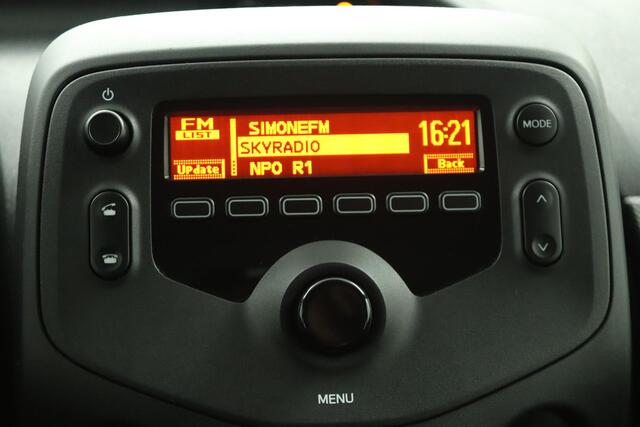 FM
LIST
SIMONEFM
SKYRADIO
NPO R1
16:21
Update
Back
MODE
MENU